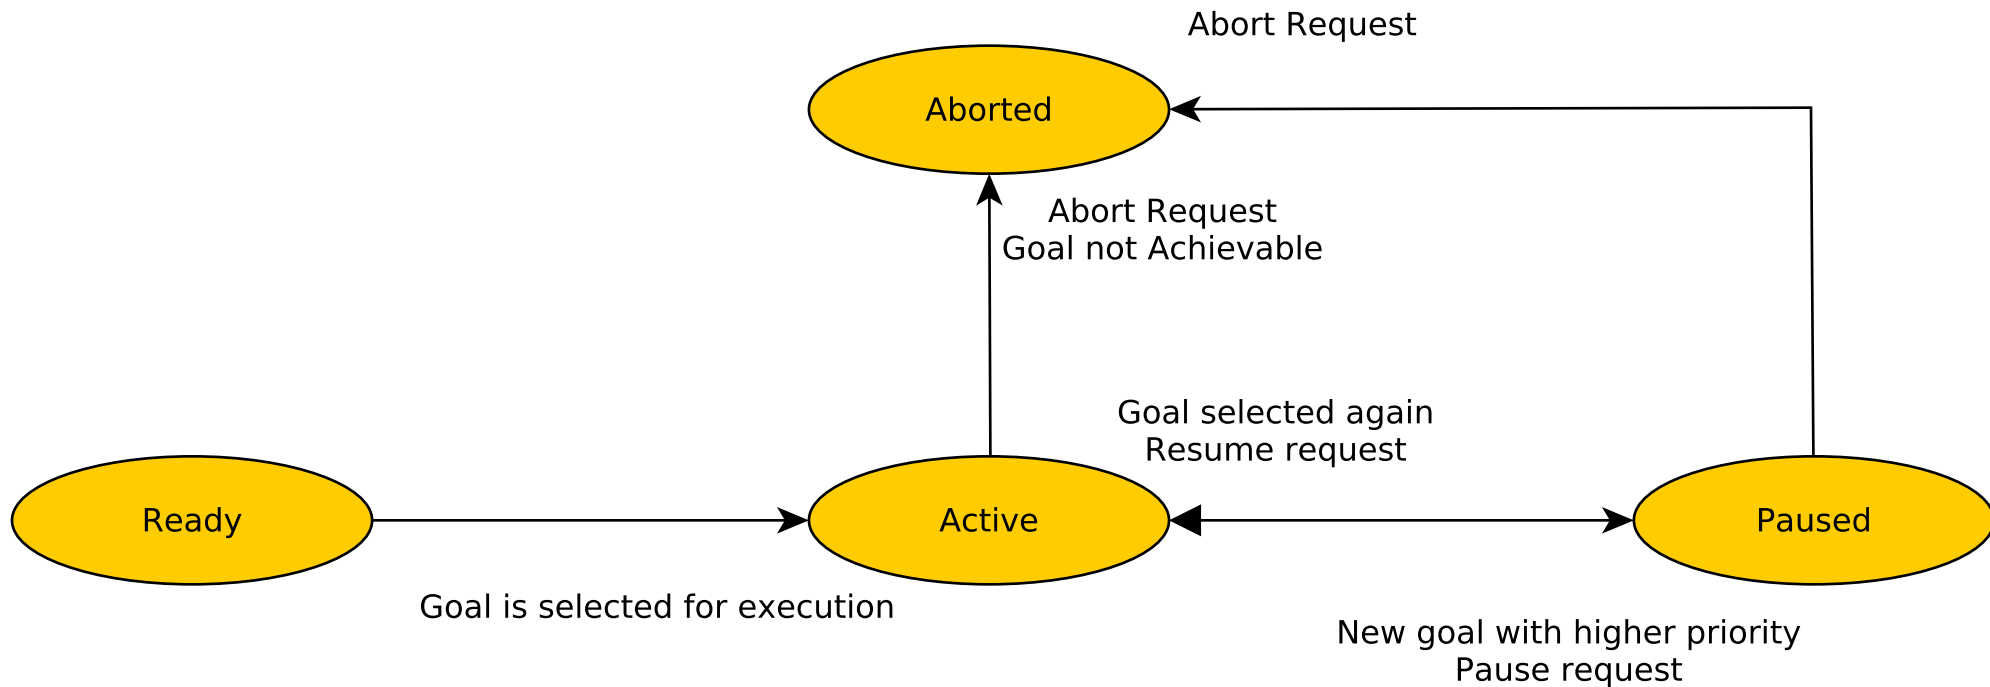 Abort Request
Aborted
Abort Request
Goal not Achievable
Goal selected again
Resume request
Ready
Active
Paused
Goal is selected for execution
New goal with higher priority
Pause request